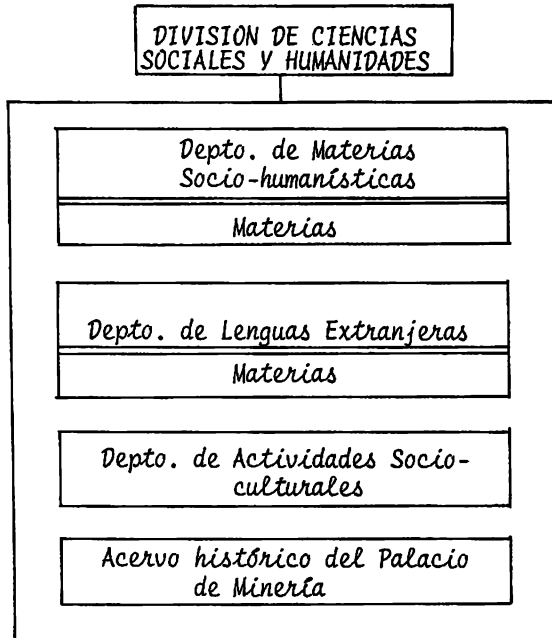 DIVISION DE CIENCIAS
SOCIALES Y HUMANIDADES
Depto. de Materias
Socio-humanísticas
Materias
Depto. de Lenguas Extranjeras
Materias
Depto. de Actividades Socio-
culturales
Acervo histórico del Palacio
de Minería